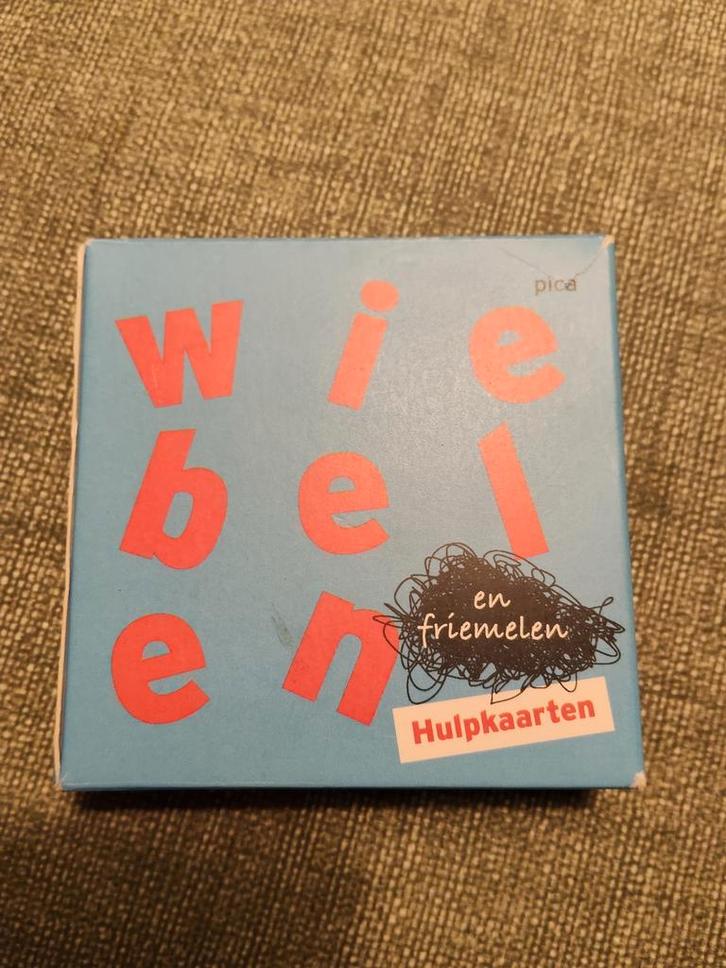 pica
wie
bel
en
en
friemelen
Hulpkaarten